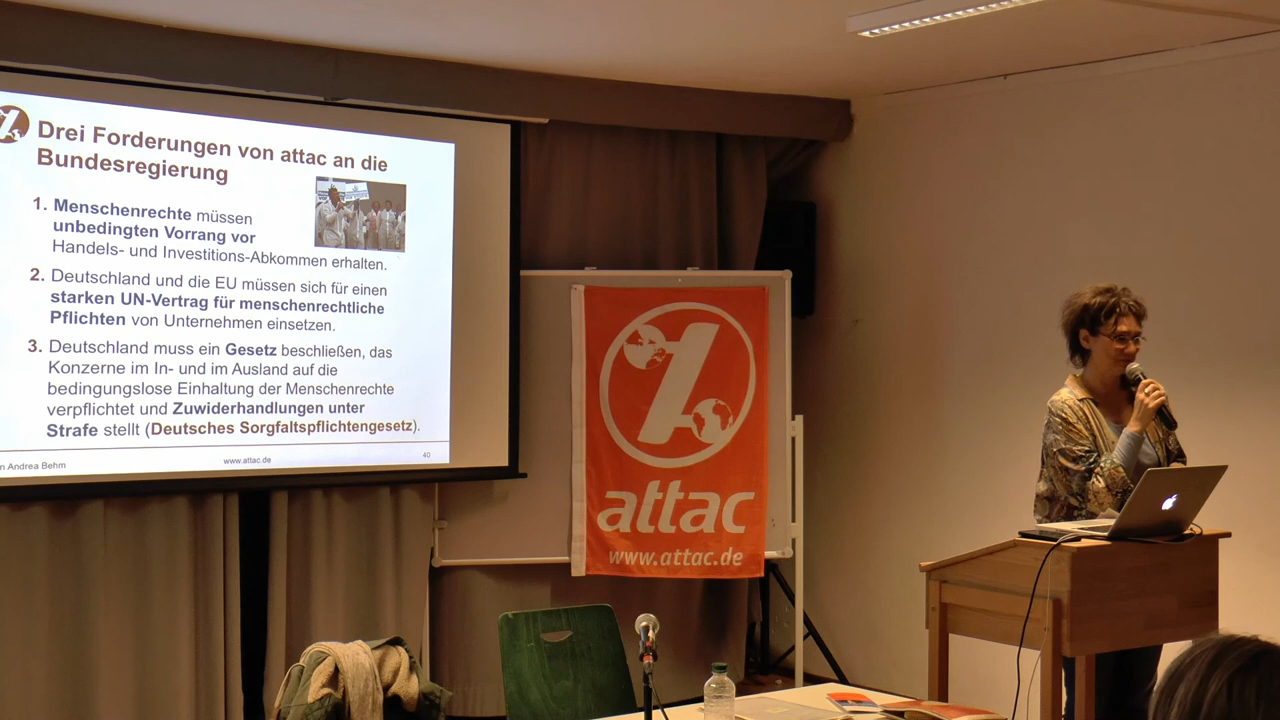 Drei Forderungen von attac an die
Bundesregierung
1. Menschenrechte müssen
unbedingten Vorrang vor
Handels- und Investitions-Abkommen erhalten.
2. Deutschland und die EU müssen sich für einen
starken UN-Vertrag für menschenrechtliche
Pflichten von Unternehmen einsetzen.
3. Deutschland muss ein Gesetz beschließen, das
Konzerne im In- und im Ausland auf die
bedingungslose Einhaltung der Menschenrechte
verpflichtet und Zuwiderhandlungen unter
Strafe stellt (Deutsches Sorgfaltspflichtengesetz).
n Andrea Behm
www.attac.de
40
attac
www.attac.de